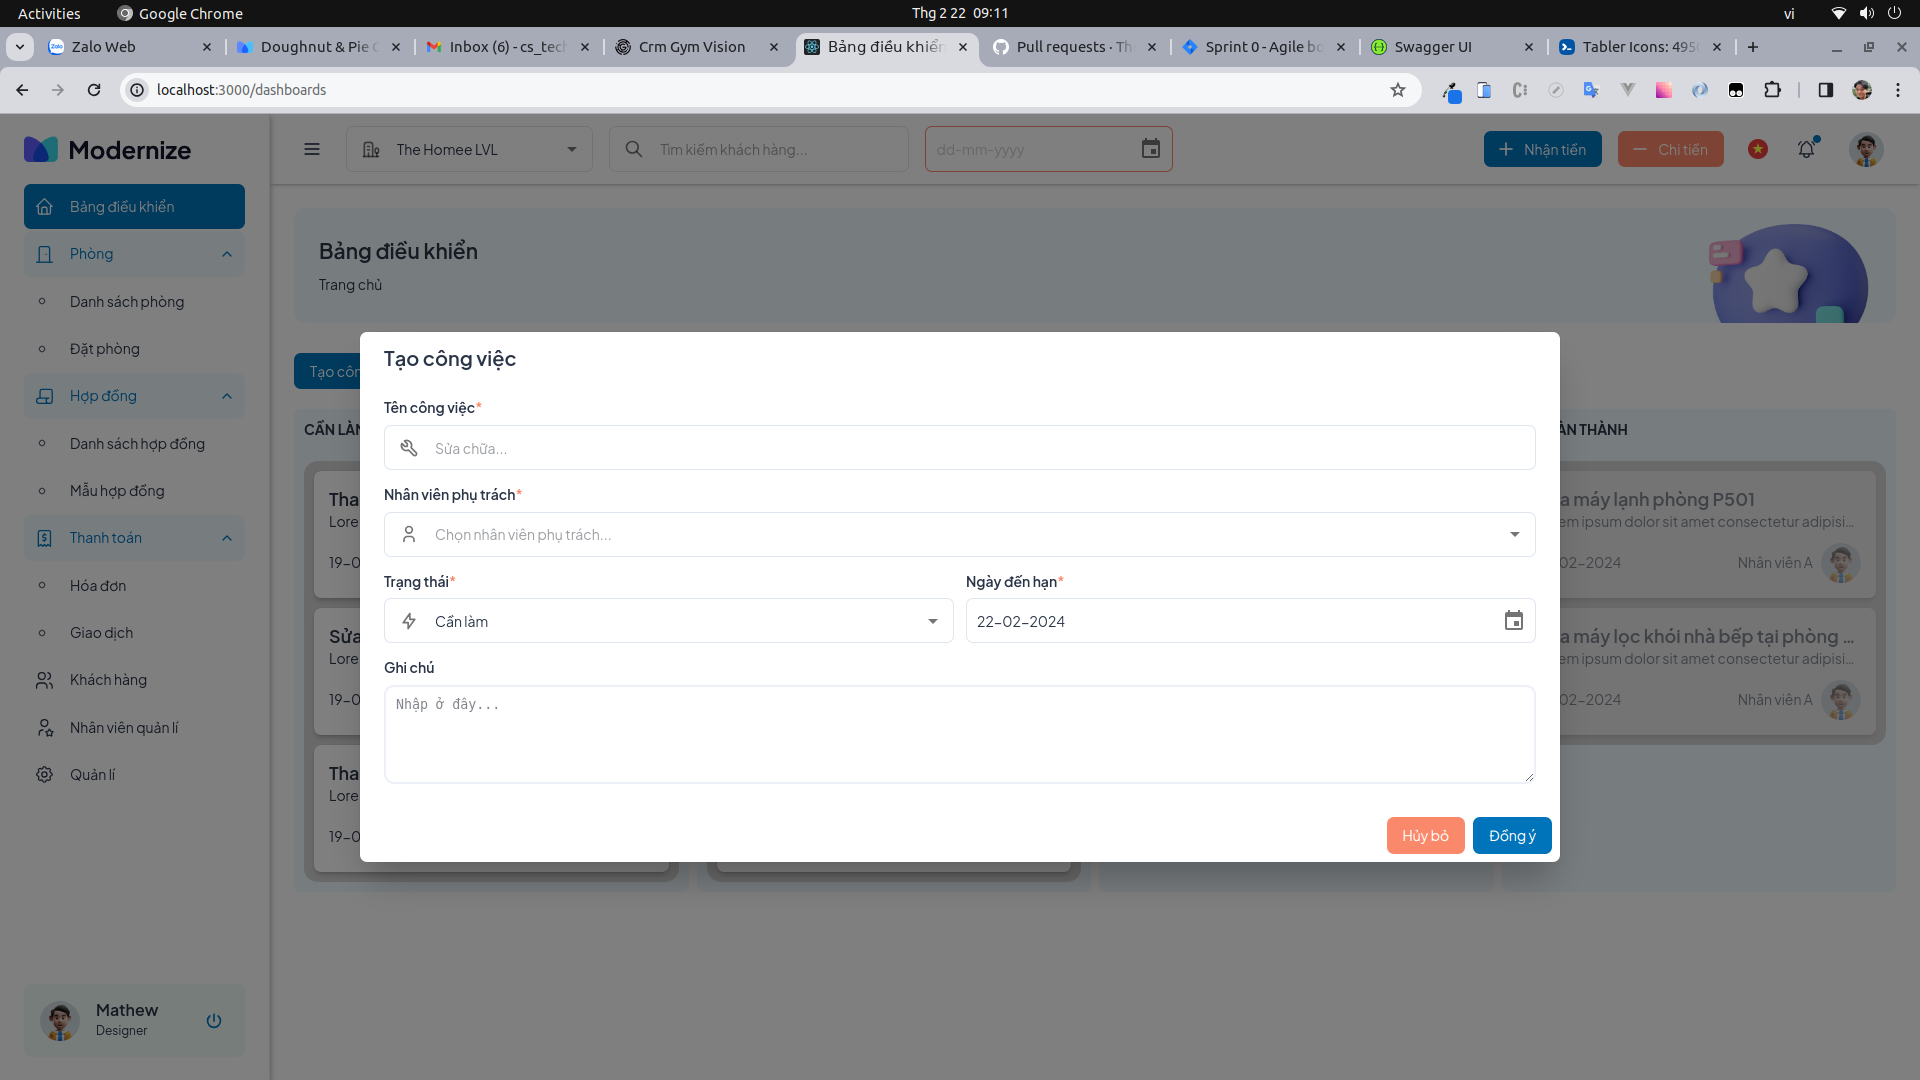 Activities
Google Chrome
Thg 2 22 09:11
vi
Zalo Web
Doughnut & Pie C
Inbox (6) - cs_tech
Crm Gym Vision
Bảng điều khiển
Pull requests · Th
Sprint 0 - Agile bo
Swagger UI
Tabler Icons: 495
localhost:3000/dashboards
Modernize
The Homee LVL
Tìm kiếm khách hàng...
dd-mm-yyyy
Nhận tiền
Chi tiền
Bảng điều khiển
Phòng
Danh sách phòng
Đặt phòng
Hợp đồng
Danh sách hợp đồng
Mẫu hợp đồng
Thanh toán
Hóa đơn
Giao dịch
Khách hàng
Nhân viên quản lí
Quản lí
Mathew
Designer
Bảng điều khiển
Trang chủ
Tạo côn
CẦN LÀM
Tha
Lore
19-0
Sửa
Lore
19-0
Tha
Lore
19-0
Tạo công việc
Tên công việc*
Sửa chữa...
Nhân viên phụ trách*
Chọn nhân viên phụ trách...
Trạng thái*
Cần làm
Ngày đến hạn*
22-02-2024
Ghi chú
Nhập ở đây...
Hủy bỏ
Đồng ý
ÀN THÀNH
a máy lạnh phòng P501
em ipsum dolor sit amet consectetur adipisi...
02-2024
Nhân viên A
a máy lọc khói nhà bếp tại phòng ...
em ipsum dolor sit amet consectetur adipisi...
02-2024
Nhân viên A